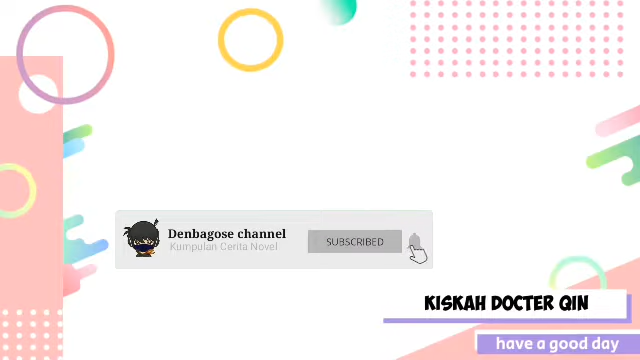 Denbagose channel
Kumpulan Cerita Novel
SUBSCRIBED
KISKAH DOCTER QIN
have a good day